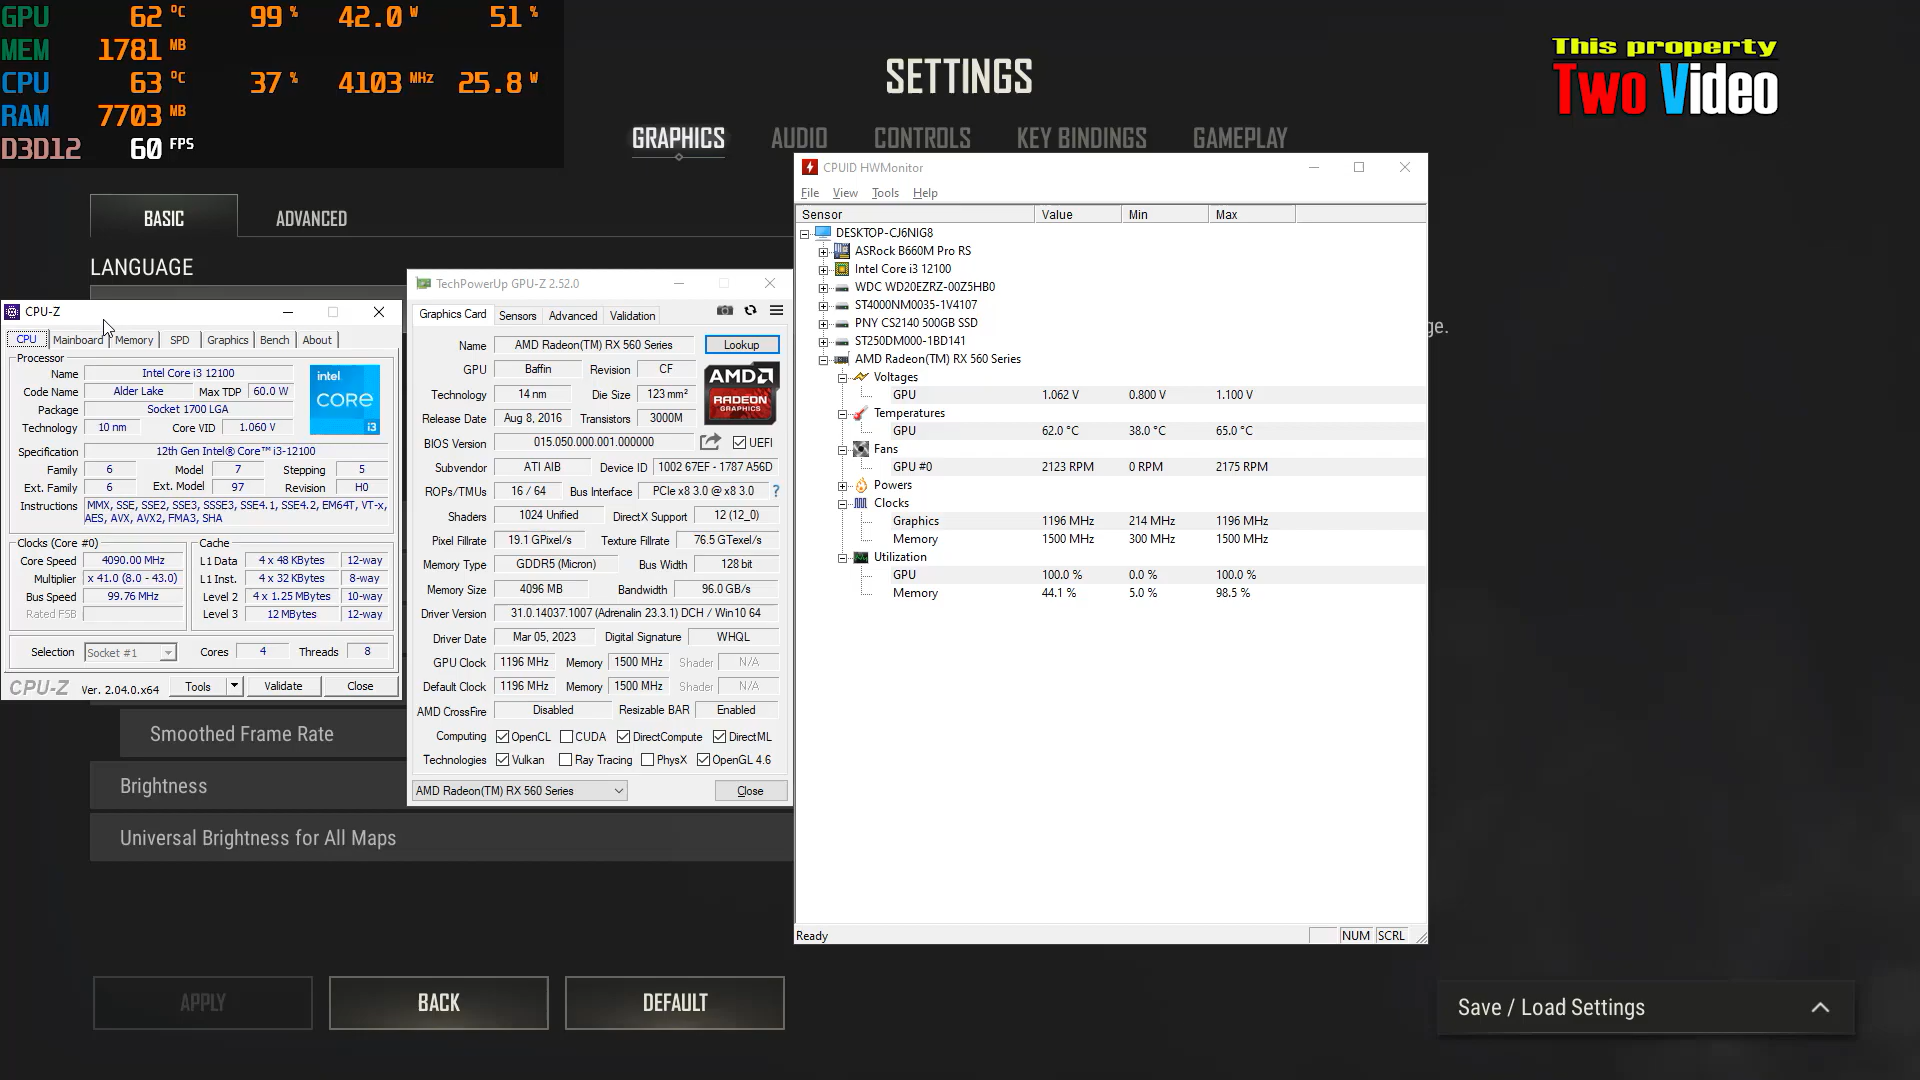 GPU 62 °C 99 % 42.0 W 51 %
MEM 1781 MB
CPU 63 °C 37 % 4103 MHz 25.8 W
RAM 7703 MB
D3D12 60 FPS
This property
Two Video
SETTINGS
GRAPHICS AUDIO CONTROLS KEY BINDINGS GAMEPLAY
BASIC ADVANCED
LANGUAGE
ge.
CPU-Z
CPU Mainboard Memory SPD Graphics Bench About
Processor
Name Intel Core i3 12100
Code Name Alder Lake Max TDP 60.0 W
Package Socket 1700 LGA
Technology 10 nm Core VID 1.060 V
intel
CORE
i3
Specification 12th Gen Intel® Core™ i3-12100
Family 6 Model 7 Stepping 5
Ext. Family 6 Ext. Model 97 Revision H0
Instructions MMX, SSE, SSE2, SSE3, SSSE3, SSE4.1, SSE4.2, EM64T, VT-x,
AES, AVX, AVX2, FMA3, SHA
Clocks (Core #0)
Core Speed 4090.00 MHz
Multiplier x 41.0 (8.0 - 43.0)
Bus Speed 99.76 MHz
Rated FSB
Cache
L1 Data 4 x 48 KBytes 12-way
L1 Inst. 4 x 32 KBytes 8-way
Level 2 4 x 1.25 MBytes 10-way
Level 3 12 MBytes 12-way
Selection Socket #1 Cores 4 Threads 8
CPU-Z Ver. 2.04.0.x64 Tools Validate Close
TechPowerUp GPU-Z 2.52.0
Graphics Card Sensors Advanced Validation
Name AMD Radeon(TM) RX 560 Series Lookup
GPU Baffin Revision CF
Technology 14 nm Die Size 123 mm²
Release Date Aug 8, 2016 Transistors 3000M
AMD
RADEON
GRAPHICS
BIOS Version 015.050.000.001.000000 UEFI
Subvendor ATI AIB Device ID 1002 67EF - 1787 A56D
ROPs/TMUs 16 / 64 Bus Interface PCIe x8 3.0 @ x8 3.0 ?
Shaders 1024 Unified DirectX Support 12 (12_0)
Pixel Fillrate 19.1 GPixel/s Texture Fillrate 76.5 GTexel/s
Memory Type GDDR5 (Micron) Bus Width 128 bit
Memory Size 4096 MB Bandwidth 96.0 GB/s
Driver Version 31.0.14037.1007 (Adrenalin 23.3.1) DCH / Win10 64
Driver Date Mar 05, 2023 Digital Signature WHQL
GPU Clock 1196 MHz Memory 1500 MHz Shader N/A
Default Clock 1196 MHz Memory 1500 MHz Shader N/A
AMD CrossFire Disabled Resizable BAR Enabled
Computing OpenCL CUDA DirectCompute DirectML
Technologies Vulkan Ray Tracing PhysX OpenGL 4.6
AMD Radeon(TM) RX 560 Series Close
CPUID HWMonitor
File View Tools Help
Sensor Value Min Max
DESKTOP-CJ6NIG8
ASRock B660M Pro RS
Intel Core i3 12100
WDC WD20EZRZ-00Z5HB0
ST4000NM0035-1V4107
PNY CS2140 500GB SSD
ST250DM000-1BD141
AMD Radeon(TM) RX 560 Series
Voltages
GPU 1.062 V 0.800 V 1.100 V
Temperatures
GPU 62.0 °C 38.0 °C 65.0 °C
Fans
GPU #0 2123 RPM 0 RPM 2175 RPM
Powers
Clocks
Graphics 1196 MHz 214 MHz 1196 MHz
Memory 1500 MHz 300 MHz 1500 MHz
Utilization
GPU 100.0 % 0.0 % 100.0 %
Memory 44.1 % 5.0 % 98.5 %
Ready NUM SCRL
Smoothed Frame Rate
Brightness
Universal Brightness for All Maps
APPLY BACK DEFAULT
Save / Load Settings